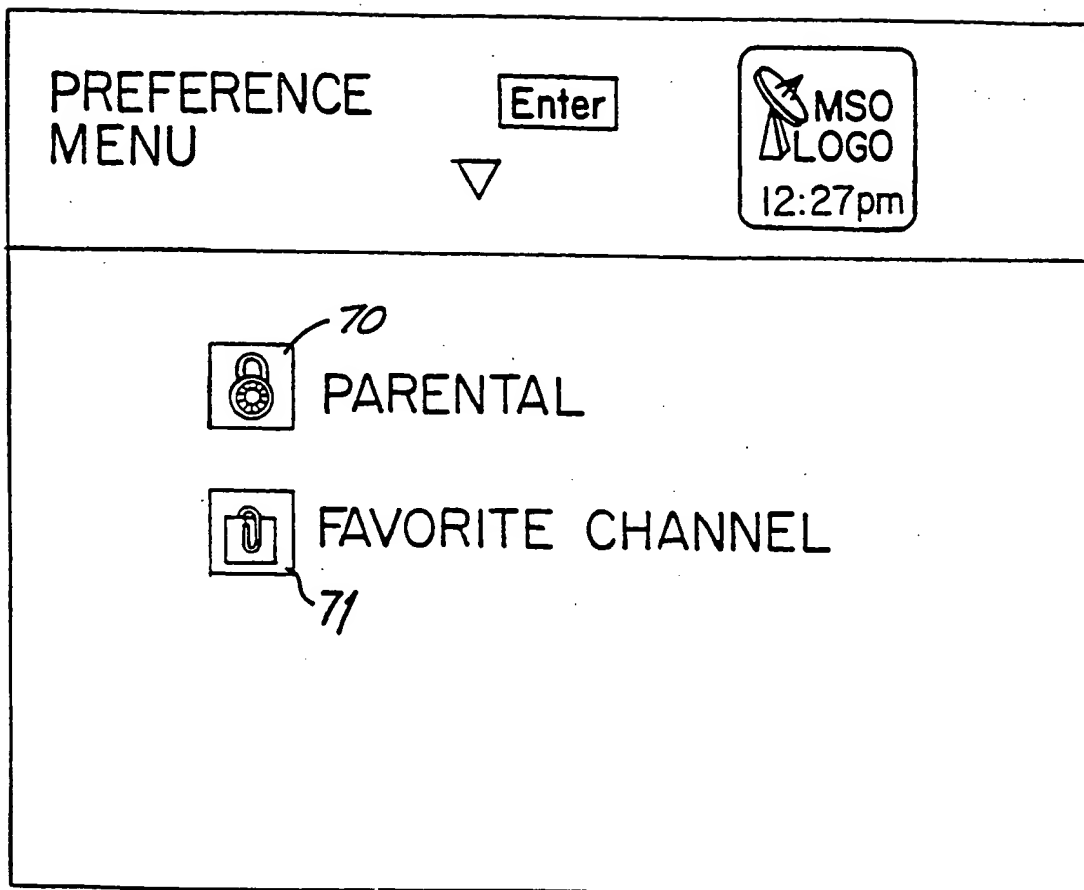 PREFERENCE
MENU
Enter
MSO
LOGO
12:27pm
70
PARENTAL
FAVORITE CHANNEL
71